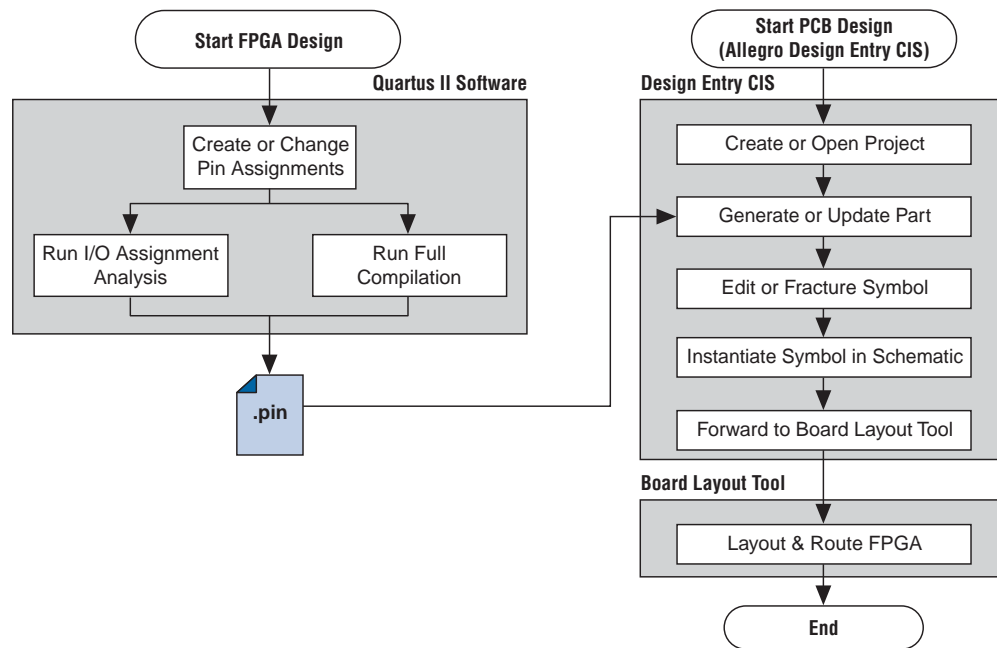 Start FPGA Design
Quartus II Software
Create or Change
Pin Assignments
Run I/O Assignment
Analysis
Run Full
Compilation
.pin
Start PCB Design
(Allegro Design Entry CIS)
Design Entry CIS
Create or Open Project
Generate or Update Part
Edit or Fracture Symbol
Instantiate Symbol in Schematic
Forward to Board Layout Tool
Board Layout Tool
Layout & Route FPGA
End